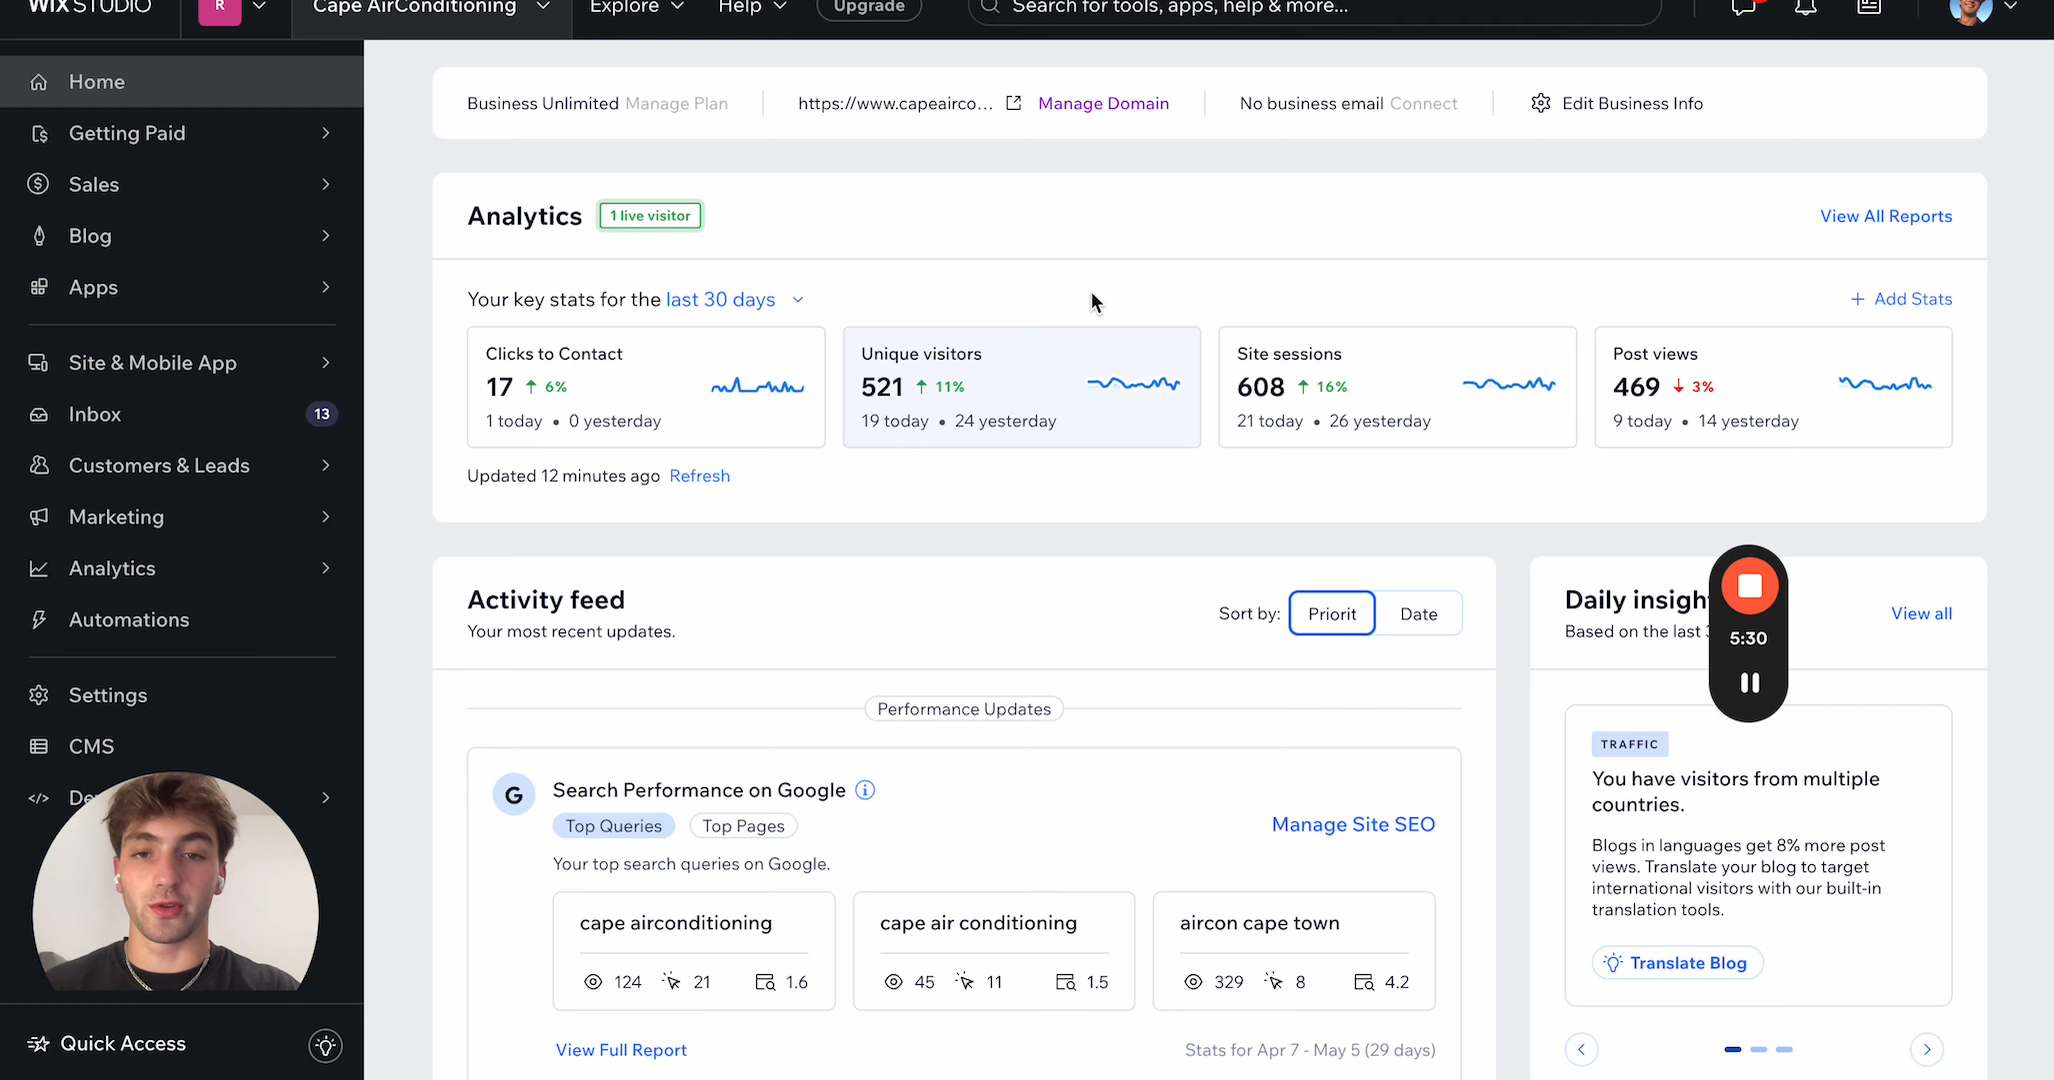 WIX STUDIO
R
Cape AirConditioning
Explore
Help
Upgrade
Search for tools, apps, help & more...
Home
Getting Paid
Sales
Blog
Apps
Site & Mobile App
Inbox
13
Customers & Leads
Marketing
Analytics
Automations
Settings
CMS
Quick Access
Business Unlimited Manage Plan
https://www.capeairco...
Manage Domain
No business email Connect
Edit Business Info
Analytics
1 live visitor
View All Reports
Your key stats for the last 30 days
+ Add Stats
Clicks to Contact
17 ↑ 6%
1 today • 0 yesterday
Unique visitors
521 ↑ 11%
19 today • 24 yesterday
Site sessions
608 ↑ 16%
21 today • 26 yesterday
Post views
469 ↓ 3%
9 today • 14 yesterday
Updated 12 minutes ago Refresh
Activity feed
Your most recent updates.
Sort by:
Priorit
Date
Performance Updates
G
Search Performance on Google
Top Queries
Top Pages
Manage Site SEO
Your top search queries on Google.
cape airconditioning
124 21 1.6
cape air conditioning
45 11 1.5
aircon cape town
329 8 4.2
View Full Report
Stats for Apr 7 - May 5 (29 days)
Daily insigh
Based on the last
View all
5:30
TRAFFIC
You have visitors from multiple
countries.
Blogs in languages get 8% more post
views. Translate your blog to target
international visitors with our built-in
translation tools.
Translate Blog